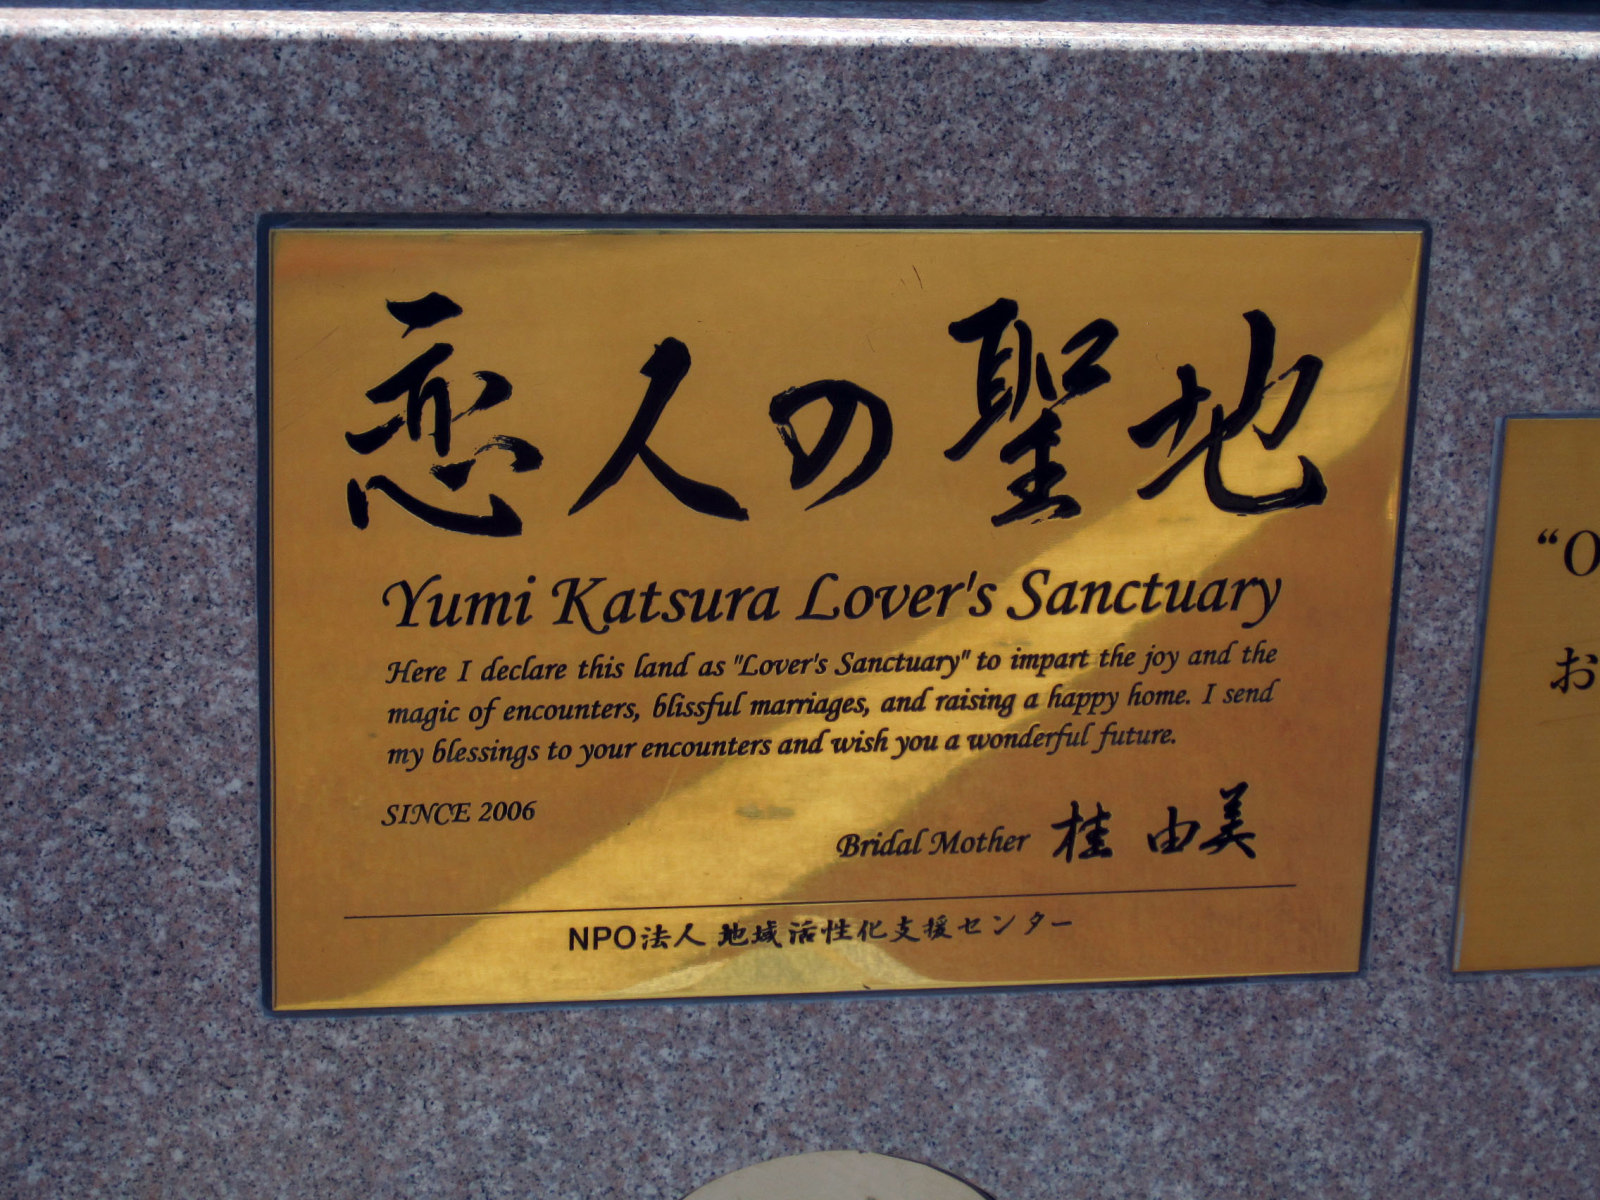 恋人の聖地
Yumi Katsura Lover's Sanctuary
Here I declare this land as "Lover's Sanctuary" to impart the joy and the
magic of encounters, blissful marriages, and raising a happy home. I send
my blessings to your encounters and wish you a wonderful future.
SINCE 2006
Bridal Mother 桂 由美
NPO法人 地域活性化支援センター
“O
お